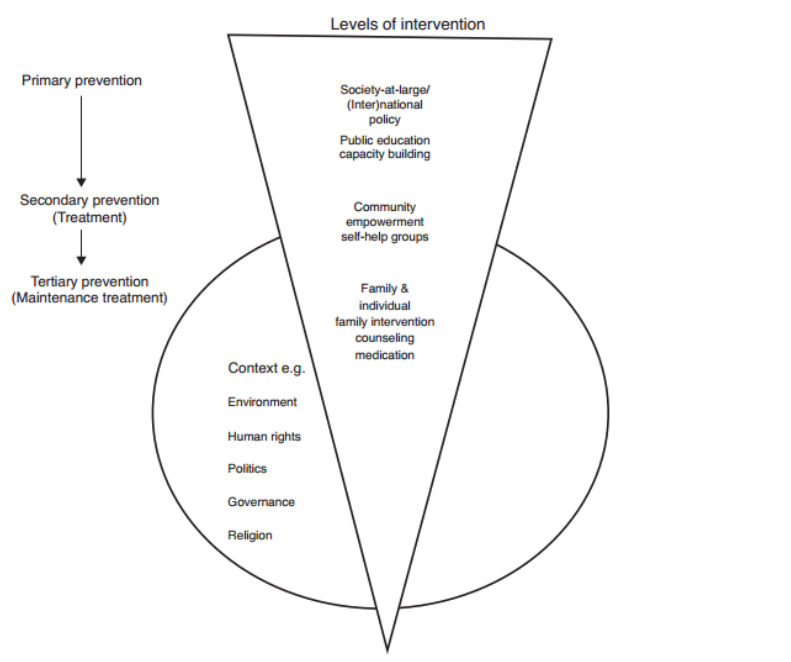 Levels of intervention
Primary prevention
Secondary prevention
(Treatment)
Tertiary prevention
(Maintenance treatment)
Society-at-large/
(Inter)national
policy
Public education
capacity building
Community
empowerment
self-help groups
Family &
individual
family intervention
counseling
medication
Context e.g.
Environment
Human rights
Politics
Governance
Religion